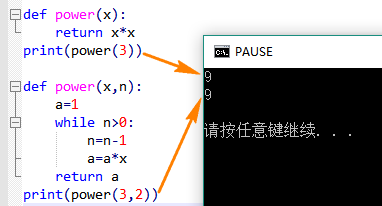 def power(x):
    return x*x
print(power(3))
def power(x,n):
    a=1
    while n>0:
        n=n-1
        a=a*x
    return a
print(power(3,2))
C:\. PAUSE
9
9
请按任意键继续. . .